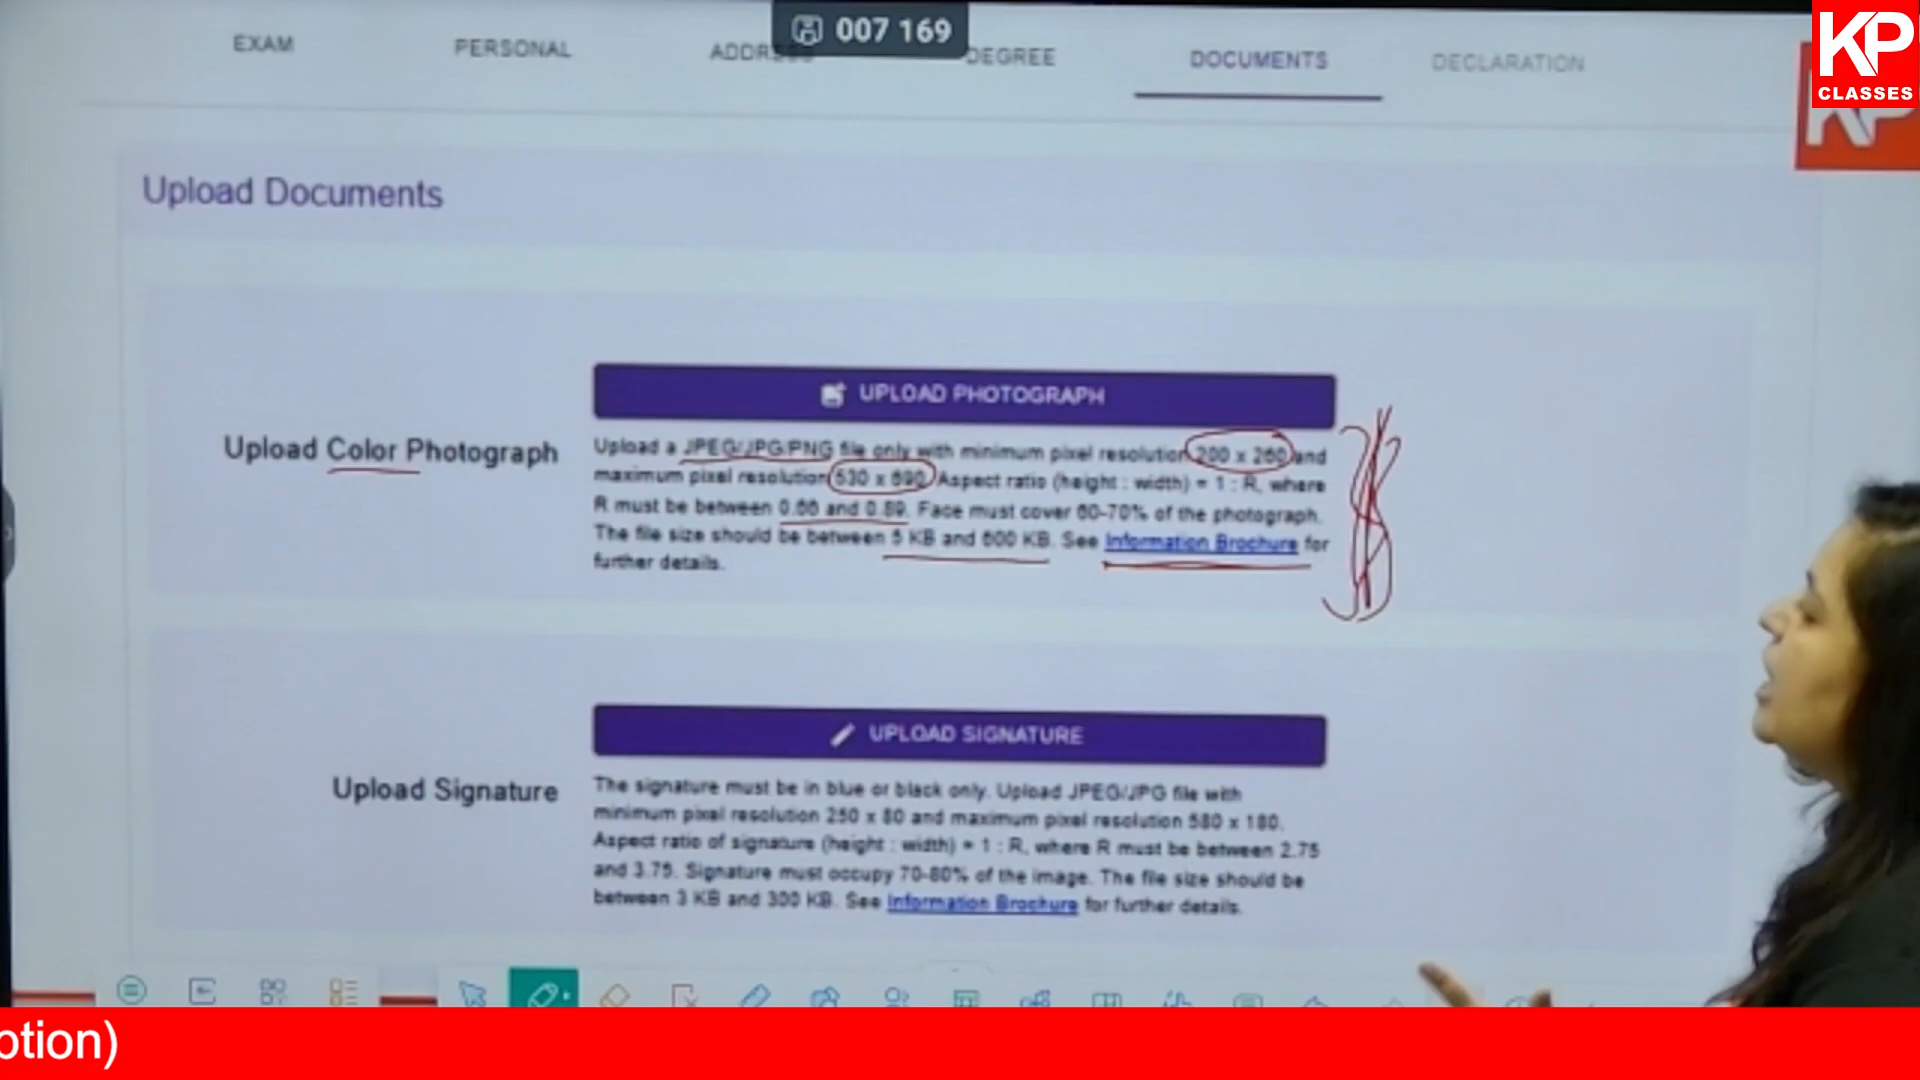 007 169
KP
CLASSES
EXAM PERSONAL ADDRESS DEGREE DOCUMENTS DECLARATION
KP
Upload Documents
UPLOAD PHOTOGRAPH
Upload Color Photograph
Upload a JPEG/JPG/PNG file only with minimum pixel resolution 200 x 260 and
maximum pixel resolution 530 x 690. Aspect ratio (height : width) = 1 : R, where
R must be between 0.66 and 0.89. Face must cover 60-70% of the photograph.
The file size should be between 5 KB and 600 KB. See Information Brochure for
further details.
UPLOAD SIGNATURE
Upload Signature
The signature must be in blue or black only. Upload JPEG/JPG file with
minimum pixel resolution 250 x 80 and maximum pixel resolution 580 x 180.
Aspect ratio of signature (height : width) = 1 : R, where R must be between 2.75
and 3.75. Signature must occupy 70-80% of the image. The file size should be
between 3 KB and 300 KB. See Information Brochure for further details.
otion)